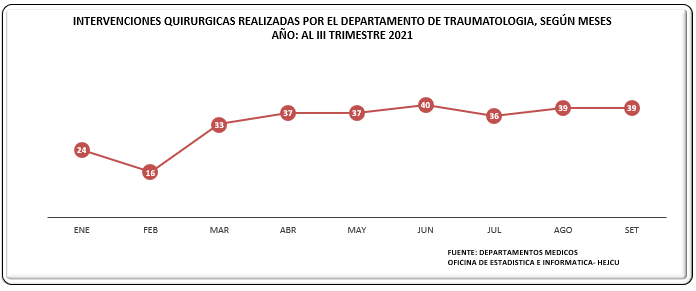 INTERVENCIONES QUIRURGICAS REALIZADAS POR EL DEPARTAMENTO DE TRAUMATOLOGIA, SEGÚN MESES
AÑO: AL III TRIMESTRE 2021
24 16 33 37 37 40 36 39 39
ENE FEB MAR ABR MAY JUN JUL AGO SET
FUENTE: DEPARTAMENTOS MEDICOS
OFICINA DE ESTADISTICA E INFORMATICA- HEJCU